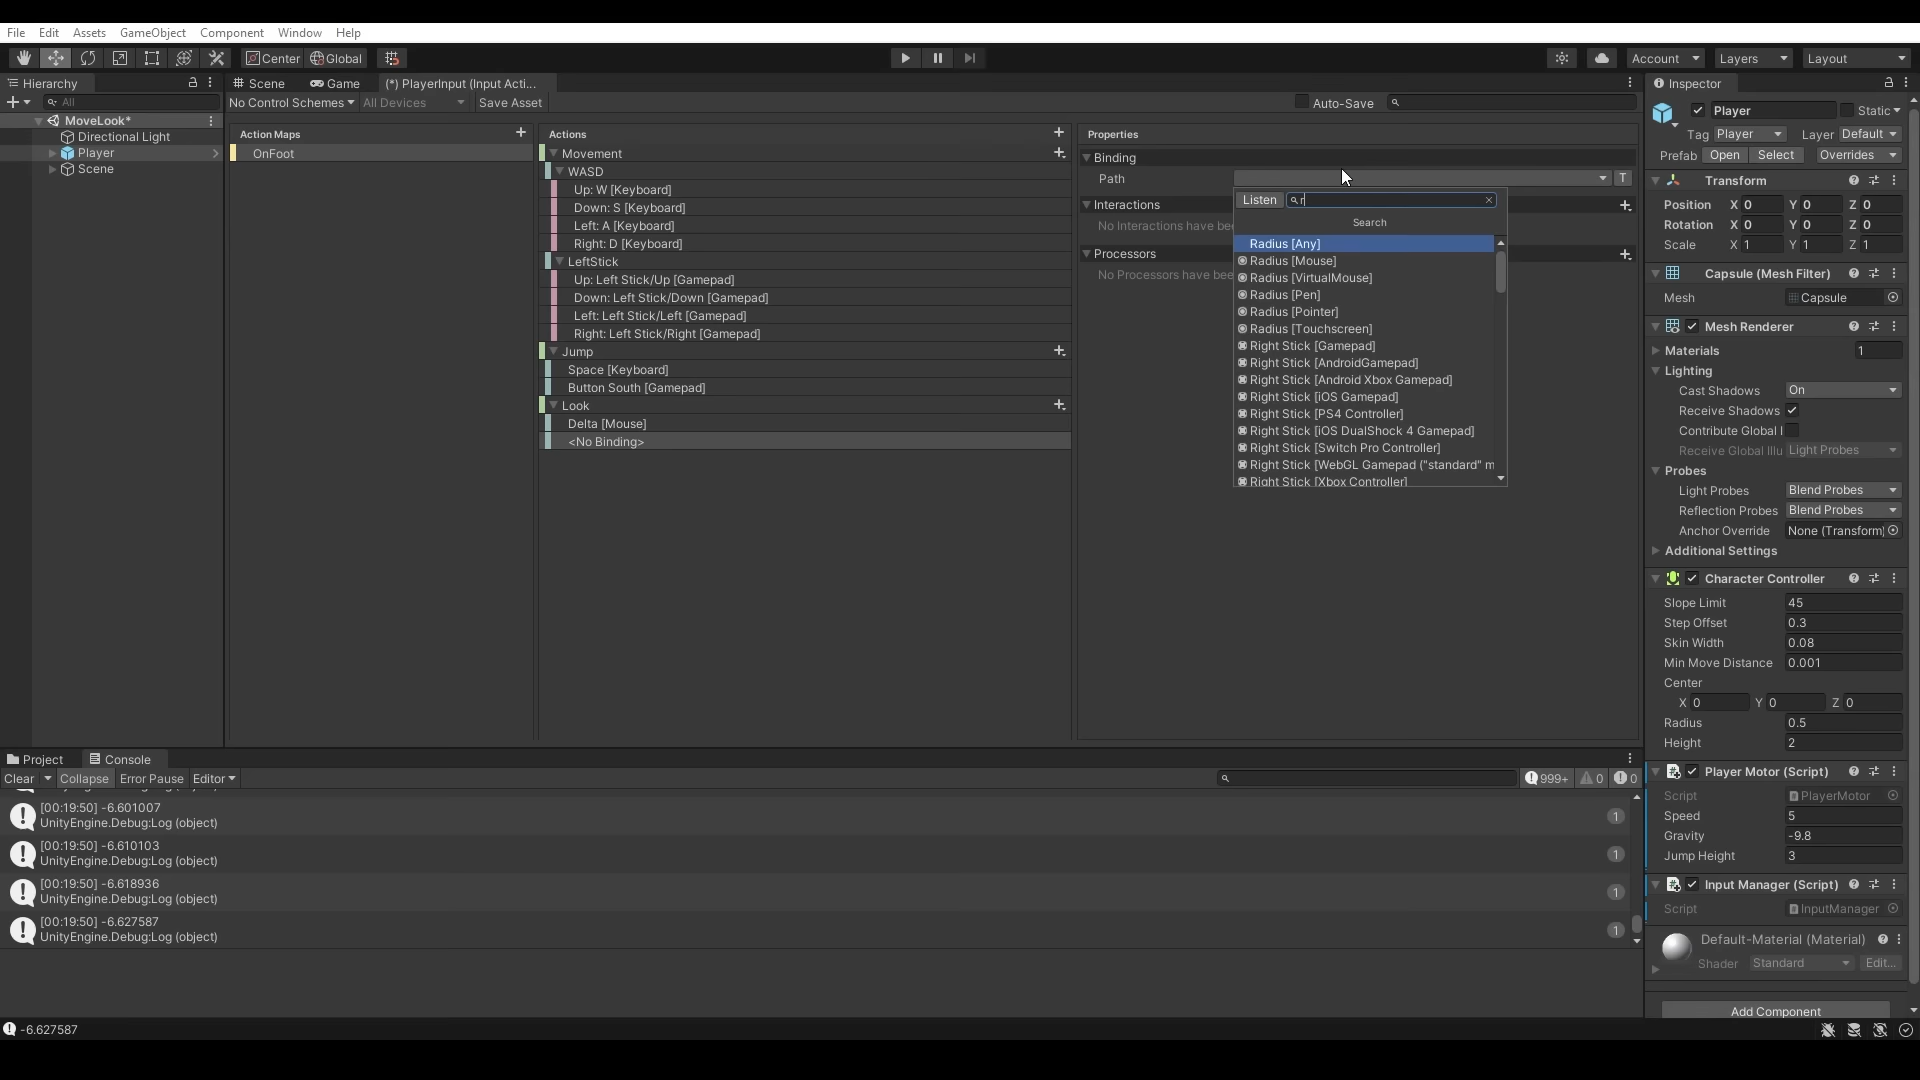 File Edit Assets GameObject Component Window Help
Center Global Account Layers Layout
Hierarchy
All
MoveLook*
Directional Light
Player
Scene
Scene Game (*) PlayerInput (Input Acti...
No Control Schemes All Devices Save Asset Auto-Save
Action Maps
OnFoot
Actions
Movement
WASD
Up: W [Keyboard]
Down: S [Keyboard]
Left: A [Keyboard]
Right: D [Keyboard]
LeftStick
Up: Left Stick/Up [Gamepad]
Down: Left Stick/Down [Gamepad]
Left: Left Stick/Left [Gamepad]
Right: Left Stick/Right [Gamepad]
Jump
Space [Keyboard]
Button South [Gamepad]
Look
Delta [Mouse]
<No Binding>
Properties
Binding
Path T
Interactions
No Interactions have bee
Processors
No Processors have bee
Listen r
Search
Radius [Any]
Radius [Mouse]
Radius [VirtualMouse]
Radius [Pen]
Radius [Pointer]
Radius [Touchscreen]
Right Stick [Gamepad]
Right Stick [AndroidGamepad]
Right Stick [Android Xbox Gamepad]
Right Stick [iOS Gamepad]
Right Stick [PS4 Controller]
Right Stick [iOS DualShock 4 Gamepad]
Right Stick [Switch Pro Controller]
Right Stick [WebGL Gamepad ("standard" m
Right Stick [Xbox Controller]
Inspector
Player Static
Tag Player Layer Default
Prefab Open Select Overrides
Transform
Position X 0 Y 0 Z 0
Rotation X 0 Y 0 Z 0
Scale X 1 Y 1 Z 1
Capsule (Mesh Filter)
Mesh Capsule
Mesh Renderer
Materials 1
Lighting
Cast Shadows On
Receive Shadows
Contribute Global I
Receive Global Illu Light Probes
Probes
Light Probes Blend Probes
Reflection Probes Blend Probes
Anchor Override None (Transform)
Additional Settings
Character Controller
Slope Limit 45
Step Offset 0.3
Skin Width 0.08
Min Move Distance 0.001
Center
X 0 Y 0 Z 0
Radius 0.5
Height 2
Player Motor (Script)
Script PlayerMotor
Speed 5
Gravity -9.8
Jump Height 3
Input Manager (Script)
Script InputManager
Default-Material (Material)
Shader Standard Edit...
Add Component
Project Console
Clear Collapse Error Pause Editor 999+ 0 0
[00:19:50] -6.601007
UnityEngine.Debug:Log (object) 1
[00:19:50] -6.610103
UnityEngine.Debug:Log (object) 1
[00:19:50] -6.618936
UnityEngine.Debug:Log (object) 1
[00:19:50] -6.627587
UnityEngine.Debug:Log (object) 1
-6.627587